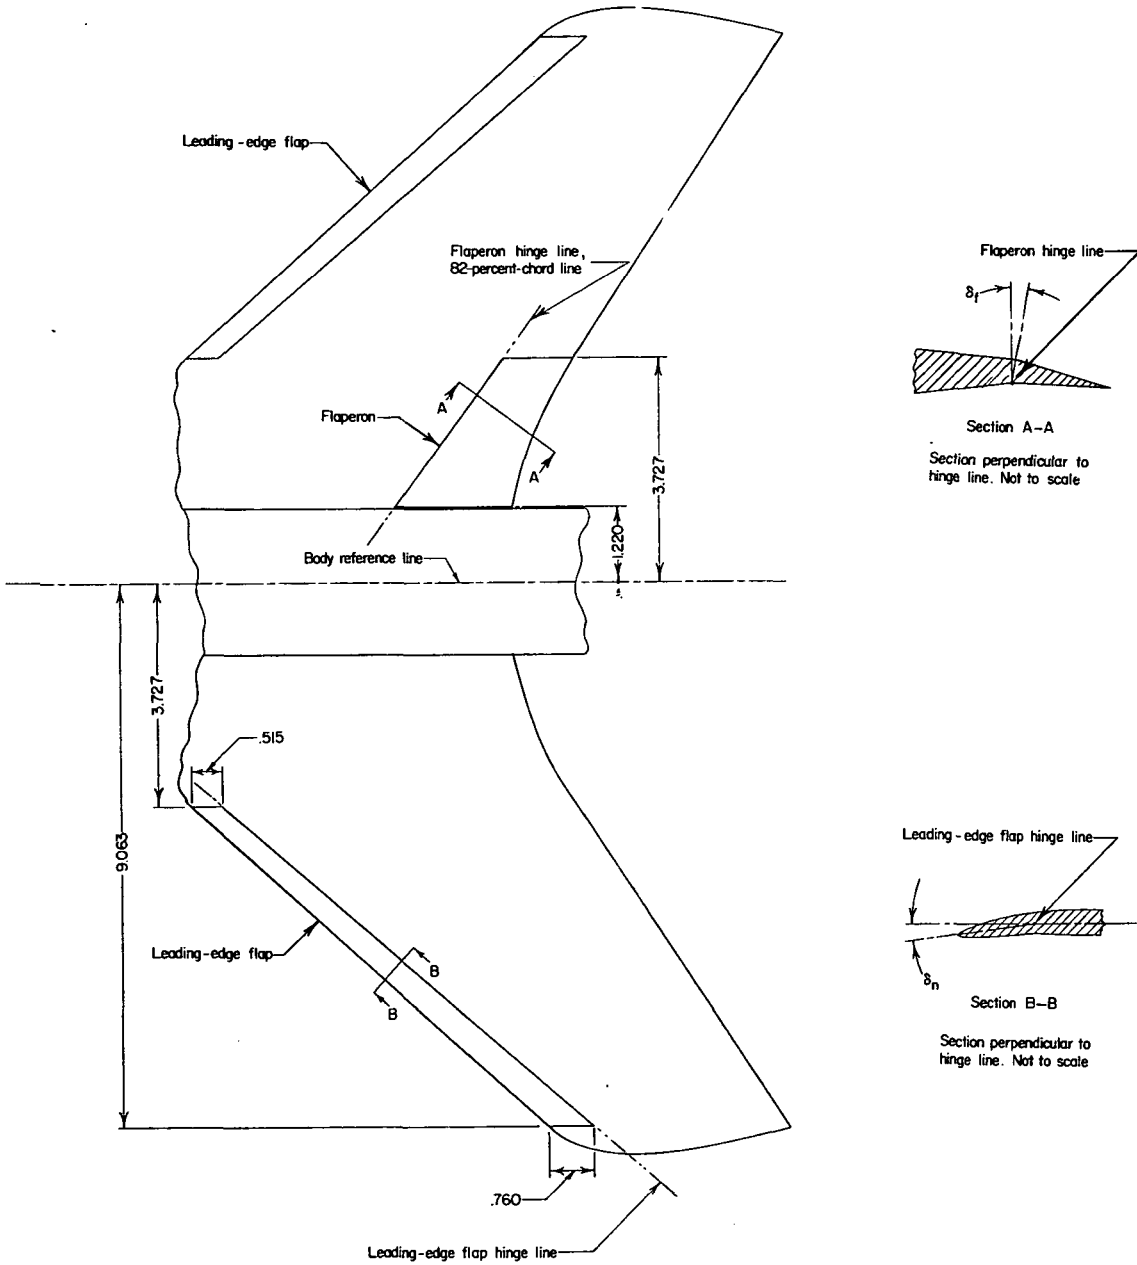 Leading-edge flap
Flaperon hinge line,
82-percent-chord line
Flaperon hinge line
δf
A
Flaperon
A
3.727
Section A-A
Section perpendicular to
hinge line. Not to scale
1.220
Body reference line
3.727
.515
9.063
Leading-edge flap hinge line
Leading-edge flap
B
B
δn
Section B-B
Section perpendicular to
hinge line. Not to scale
.760
Leading-edge flap hinge line